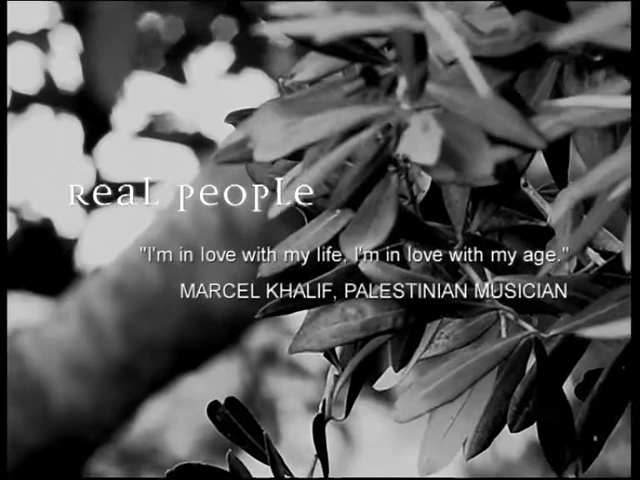 Real People
"I'm in love with my life, I'm in love with my age."
MARCEL KHALIF, PALESTINIAN MUSICIAN